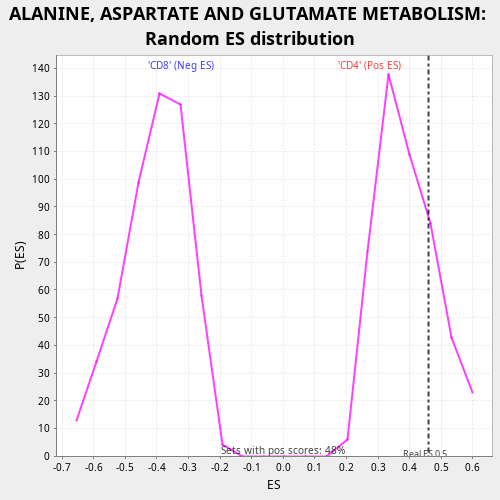 ALANINE, ASPARTATE AND GLUTAMATE METABOLISM:
Random ES distribution
'CD8' (Neg ES) 'CD4' (Pos ES)
140
130
120
110
100
90
80
70
60
50
40
30
20
10
0
P(ES)
Sets with pos scores: 48%
Real ES 0.5
-0.7 -0.6 -0.5 -0.4 -0.3 -0.2 -0.1 0.0 0.1 0.2 0.3 0.4 0.5 0.6
ES